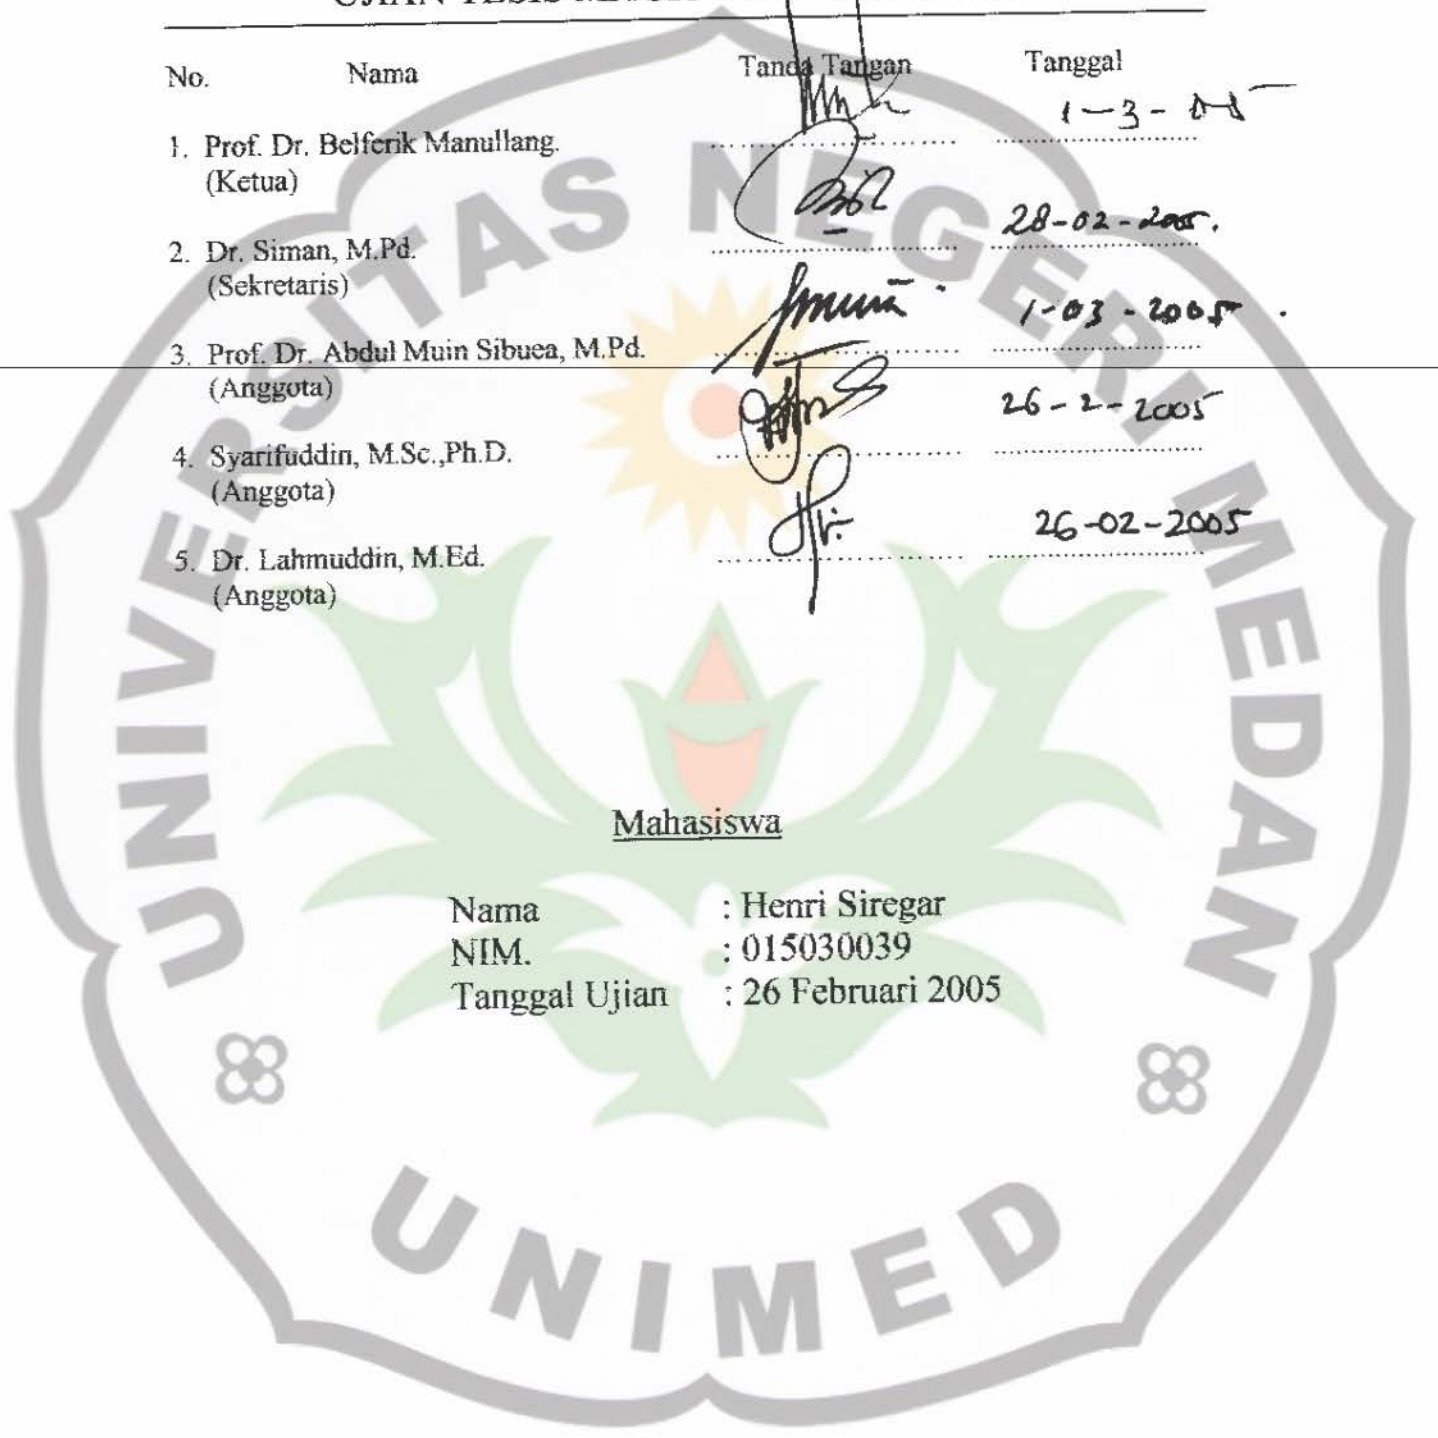 UJIAN TESIS
No. Nama Tanda Tangan Tanggal
1. Prof. Dr. Belferik Manullang. 1-3-05
(Ketua)
2. Dr. Siman, M.Pd. 28-02-2005.
(Sekretaris)
3. Prof. Dr. Abdul Muin Sibuea, M.Pd. 1-03-2005.
(Anggota)
4. Syarifuddin, M.Sc.,Ph.D. 26-2-2005
(Anggota)
5. Dr. Lahmuddin, M.Ed. 26-02-2005
(Anggota)
Mahasiswa
Nama : Henri Siregar
NIM. : 015030039
Tanggal Ujian : 26 Februari 2005
UNIVERSITAS NEGERI MEDAN
UNIMED